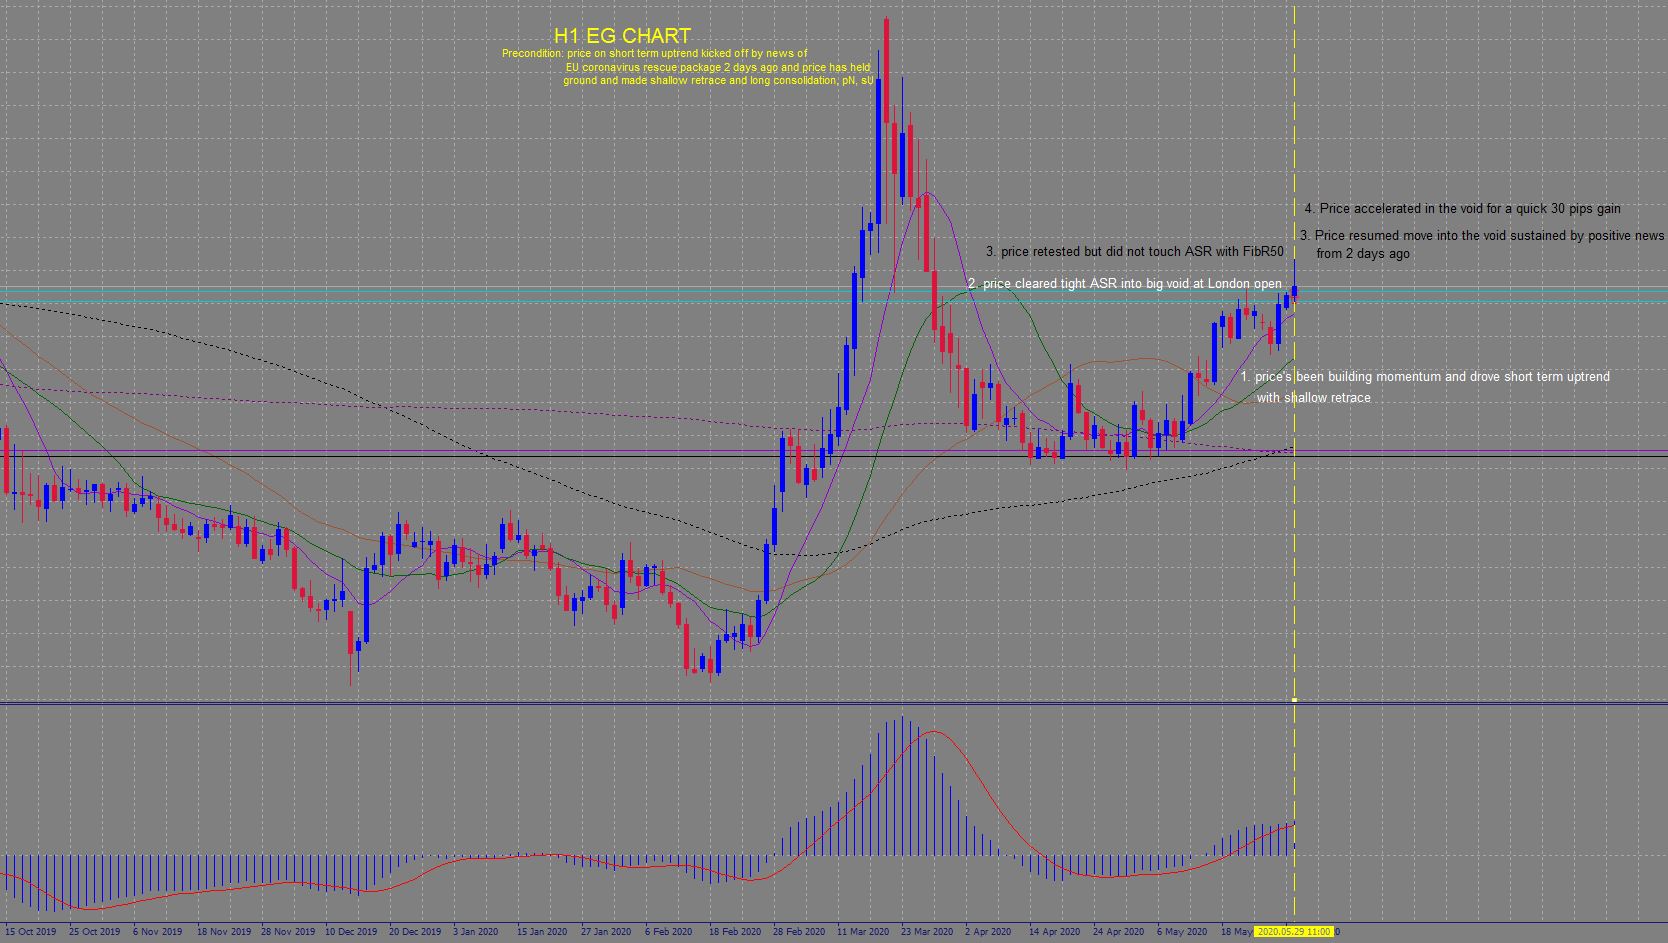 H1 EG CHART
Precondition: price on short term uptrend kicked off by news of
EU coronavirus rescue package 2 days ago and price has held
ground and made shallow retrace and long consolidation, pN, sU
4. Price accelerated in the void for a quick 30 pips gain
3. Price resumed move into the void sustained by positive news
from 2 days ago
3. price retested but did not touch ASR with FibR50
2. price cleared tight ASR into big void at London open
1. price's been building momentum and drove short term uptrend
with shallow retrace
15 Oct 2019 25 Oct 2019 6 Nov 2019 18 Nov 2019 28 Nov 2019 10 Dec 2019 20 Dec 2019 3 Jan 2020 15 Jan 2020 27 Jan 2020 6 Feb 2020 18 Feb 2020 28 Feb 2020 11 Mar 2020 23 Mar 2020 2 Apr 2020 14 Apr 2020 24 Apr 2020 6 May 2020 18 May 2020.05.29 11:00 0